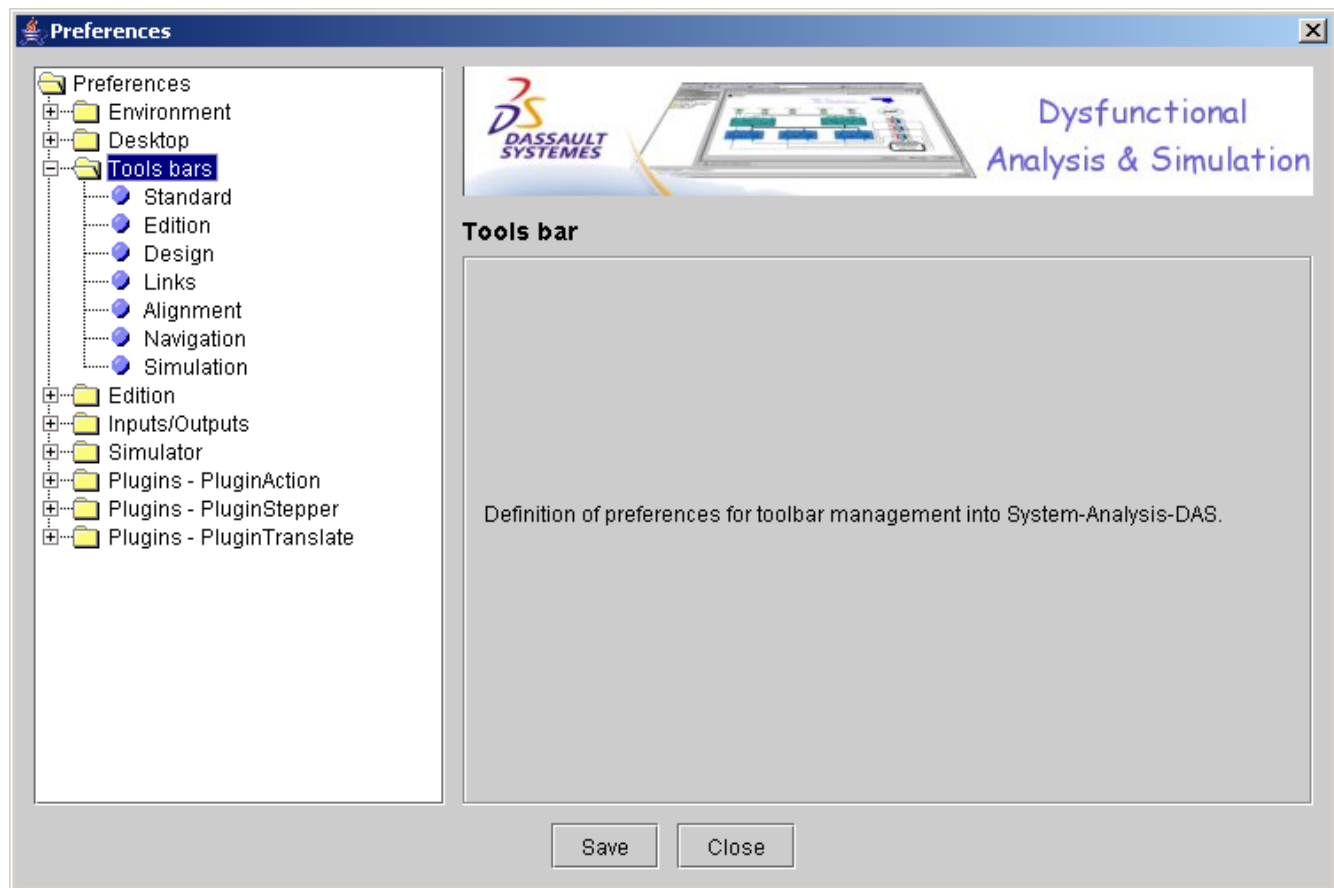 Preferences
Preferences
Environment
Desktop
Tools bars
Standard
Edition
Design
Links
Alignment
Navigation
Simulation
Edition
Inputs/Outputs
Simulator
Plugins - PluginAction
Plugins - PluginStepper
Plugins - PluginTranslate
DASSAULT
SYSTEMES
Dysfunctional
Analysis & Simulation
Tools bar
Definition of preferences for toolbar management into System-Analysis-DAS.
Save
Close